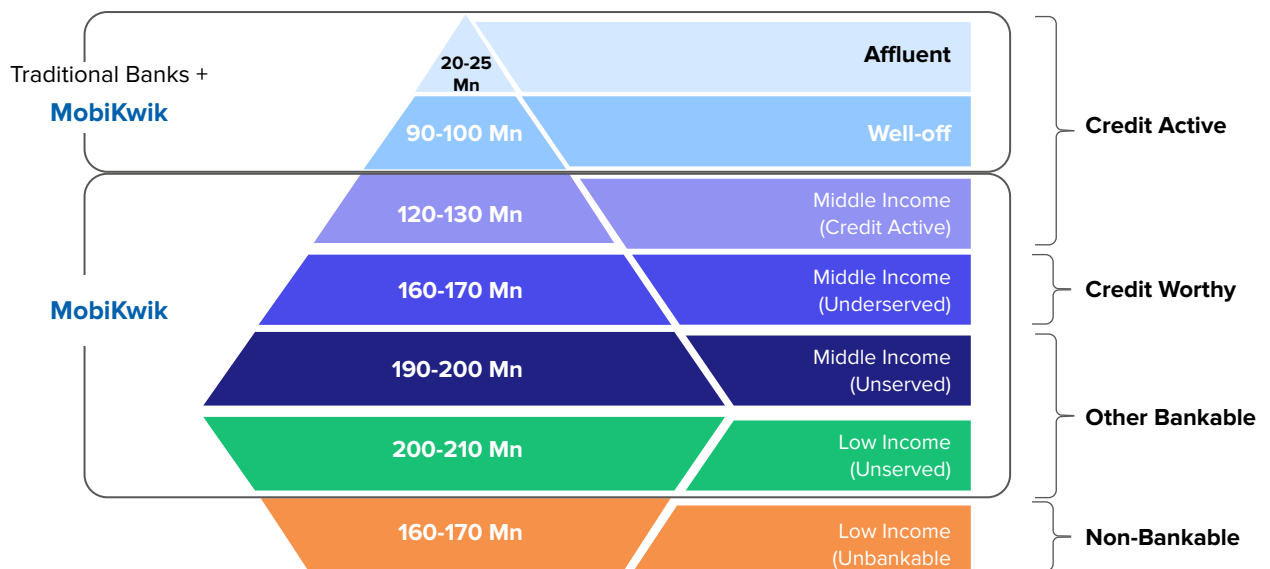 Traditional Banks +
MobiKwik
20-25
Mn
Affluent
90-100 Mn
Well-off
Credit Active
120-130 Mn
Middle Income
(Credit Active)
MobiKwik
160-170 Mn
Middle Income
(Underserved)
Credit Worthy
190-200 Mn
Middle Income
(Unserved)
Other Bankable
200-210 Mn
Low Income
(Unserved)
160-170 Mn
Low Income
(Unbankable
Non-Bankable